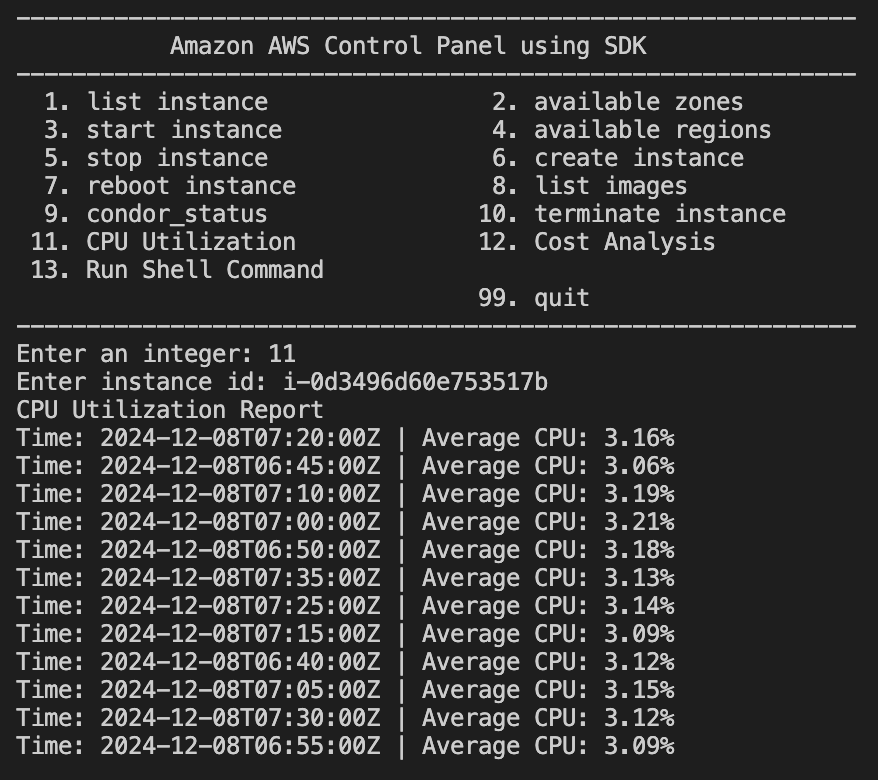 ------------------------------------------------------------
           Amazon AWS Control Panel using SDK
------------------------------------------------------------
  1. list instance                2. available zones
  3. start instance               4. available regions
  5. stop instance                6. create instance
  7. reboot instance              8. list images
  9. condor_status               10. terminate instance
 11. CPU Utilization             12. Cost Analysis
 13. Run Shell Command
                                 99. quit
------------------------------------------------------------
Enter an integer: 11
Enter instance id: i-0d3496d60e753517b
CPU Utilization Report
Time: 2024-12-08T07:20:00Z | Average CPU: 3.16%
Time: 2024-12-08T06:45:00Z | Average CPU: 3.06%
Time: 2024-12-08T07:10:00Z | Average CPU: 3.19%
Time: 2024-12-08T07:00:00Z | Average CPU: 3.21%
Time: 2024-12-08T06:50:00Z | Average CPU: 3.18%
Time: 2024-12-08T07:35:00Z | Average CPU: 3.13%
Time: 2024-12-08T07:25:00Z | Average CPU: 3.14%
Time: 2024-12-08T07:15:00Z | Average CPU: 3.09%
Time: 2024-12-08T06:40:00Z | Average CPU: 3.12%
Time: 2024-12-08T07:05:00Z | Average CPU: 3.15%
Time: 2024-12-08T07:30:00Z | Average CPU: 3.12%
Time: 2024-12-08T06:55:00Z | Average CPU: 3.09%